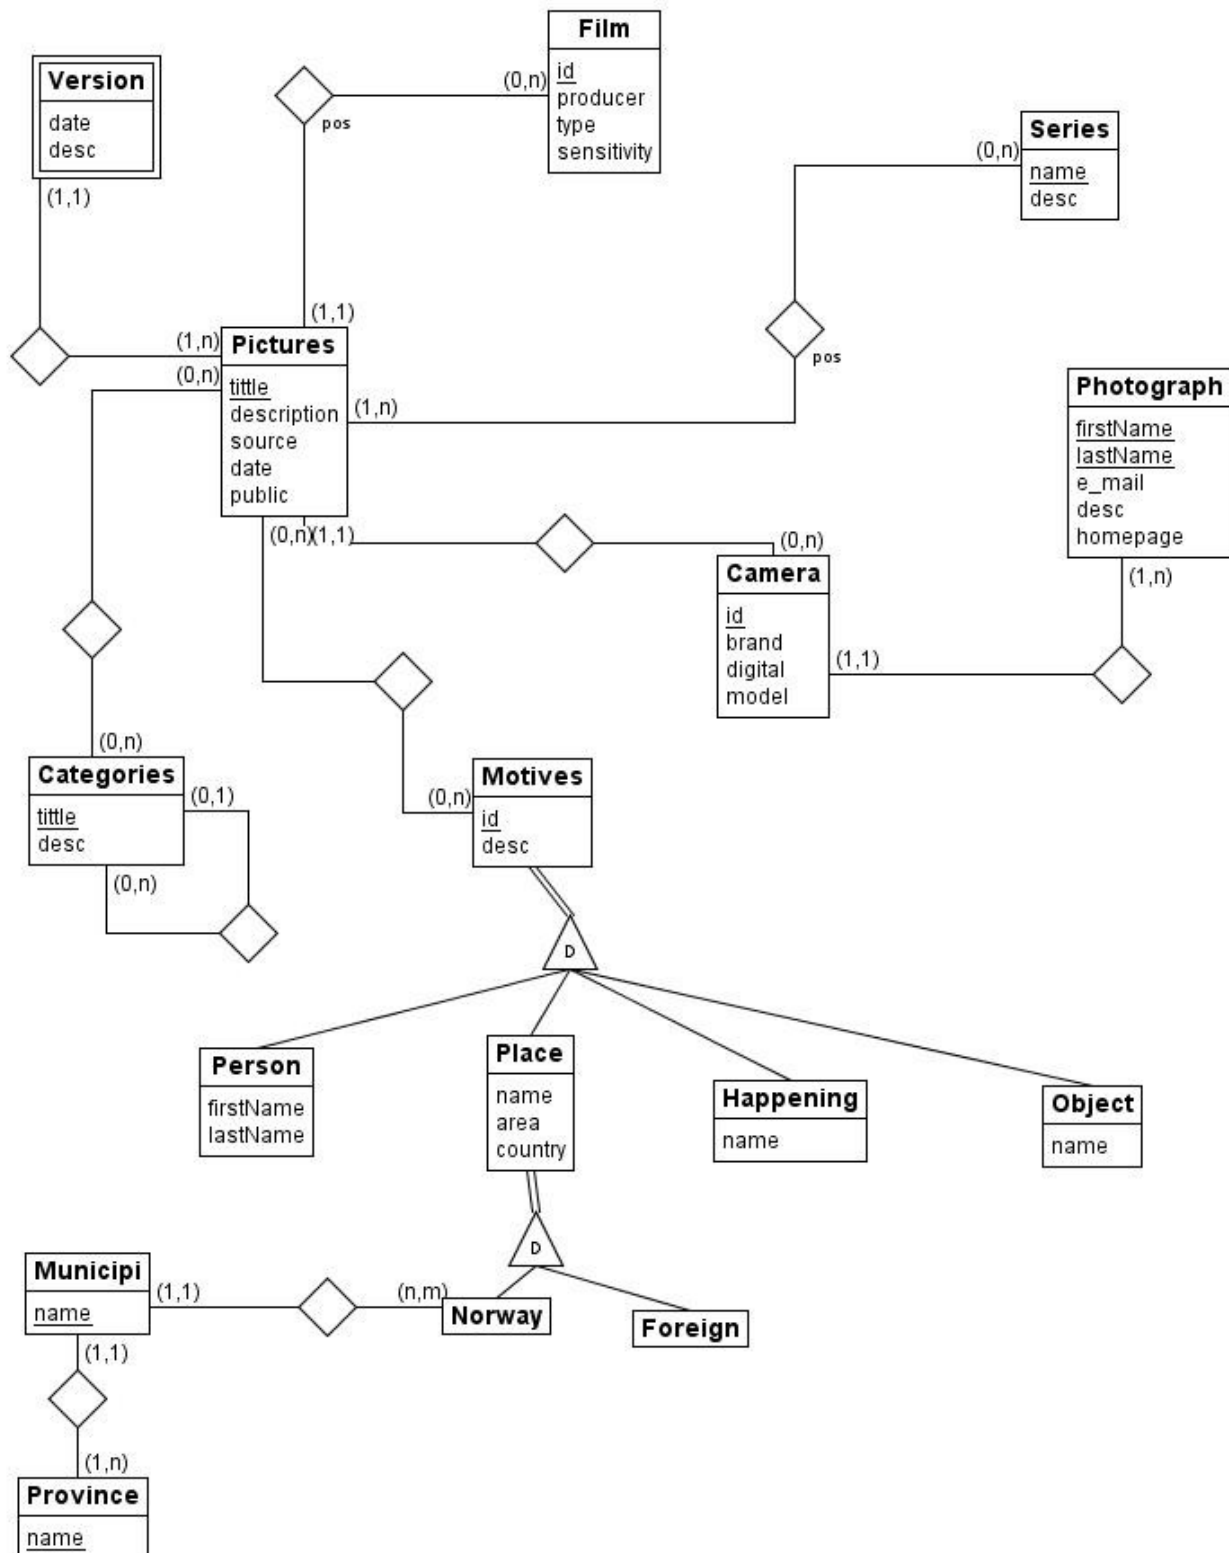 Film
id
producer
type
sensitivity
(0,n)
pos
Version
date
desc
(1,1)
Series
name
desc
(0,n)
pos
(1,1)
(1,n)
(0,n)
Pictures
tittle
description
source
date
public
(1,n)
(0,n)
(1,1)
Photograph
firstName
lastName
e_mail
desc
homepage
(1,n)
(0,n)
Camera
id
brand
digital
model
(1,1)
(0,n)
Categories
tittle
desc
(0,1)
(0,n)
(0,n)
Motives
id
desc
D
Person
firstName
lastName
Place
name
area
country
Happening
name
Object
name
D
Municipi
name
(1,1)
(n,m)
Norway
Foreign
(1,1)
(1,n)
Province
name